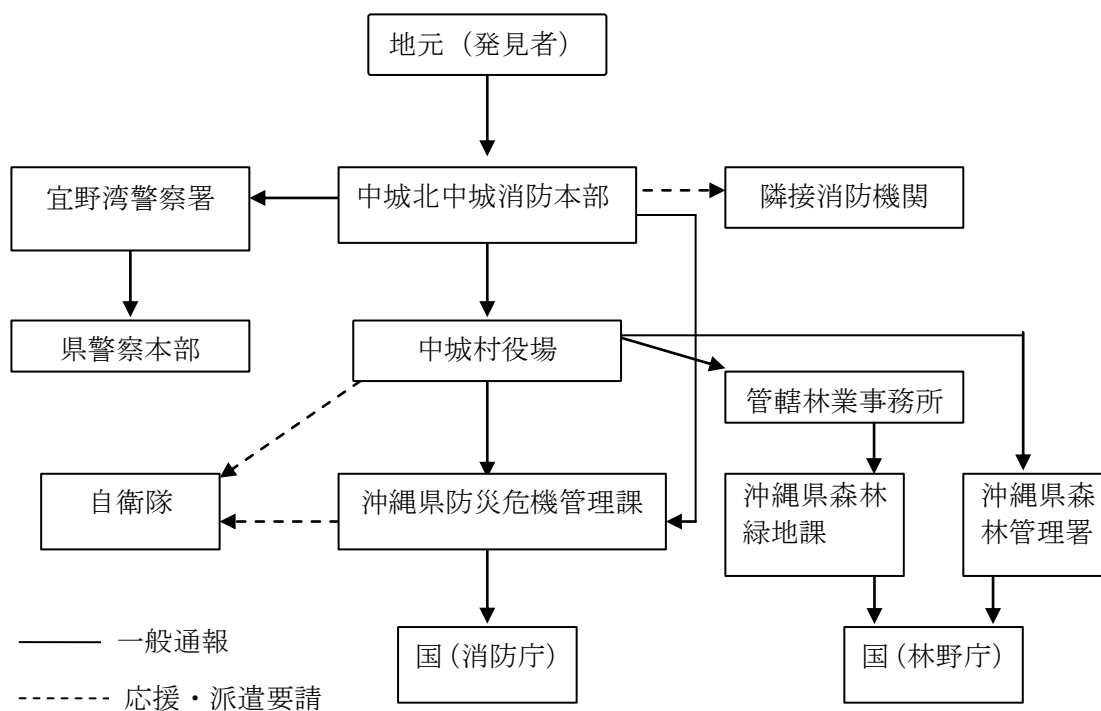 地元（発見者）
宜野湾警察署
中城北中城消防本部
隣接消防機関
県警察本部
中城村役場
管轄林業事務所
自衛隊
沖縄県防災危機管理課
沖縄県森林
緑地課
沖縄県森
林管理署
国（消防庁）
国（林野庁）
一般通報
応援・派遣要請